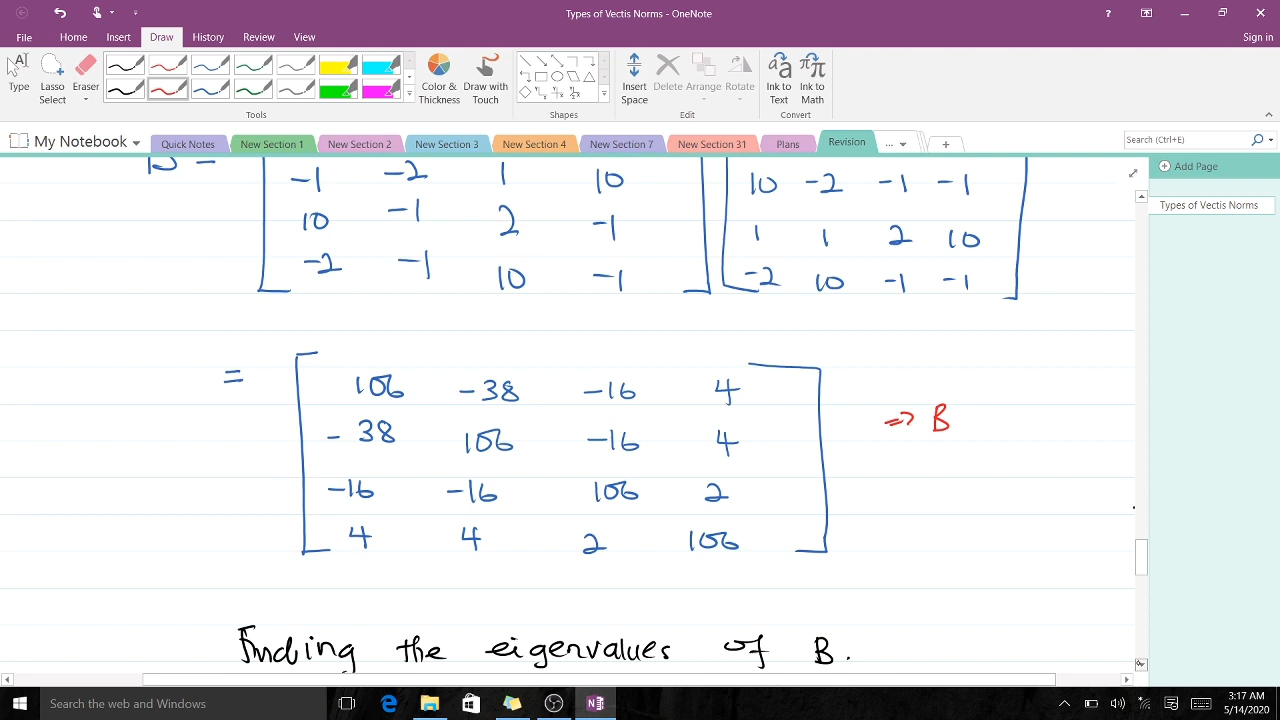 Types of Vectis Norms - OneNote
Sign in
File Home Insert Draw History Review View
Type Lasso Select Eraser Color & Thickness Draw with Touch Insert Space Delete Arrange Rotate Ink to Text Ink to Math
Tools Shapes Edit Convert
My Notebook Quick Notes New Section 1 New Section 2 New Section 3 New Section 4 New Section 7 New Section 31 Plans Revision ... + Search (Ctrl+E)
Add Page
Types of Vectis Norms
-1 -2 1 10 10 -2 -1 -1
10 -1 2 -1 1 1 2 10
-2 -1 10 -1 -2 10 -1 -1
= 106 -38 -16 4
-38 106 -16 4 => B
-16 -16 106 2
4 4 2 106
Finding the eigenvalues of B.
Search the web and Windows
3:17 AM
5/14/2020